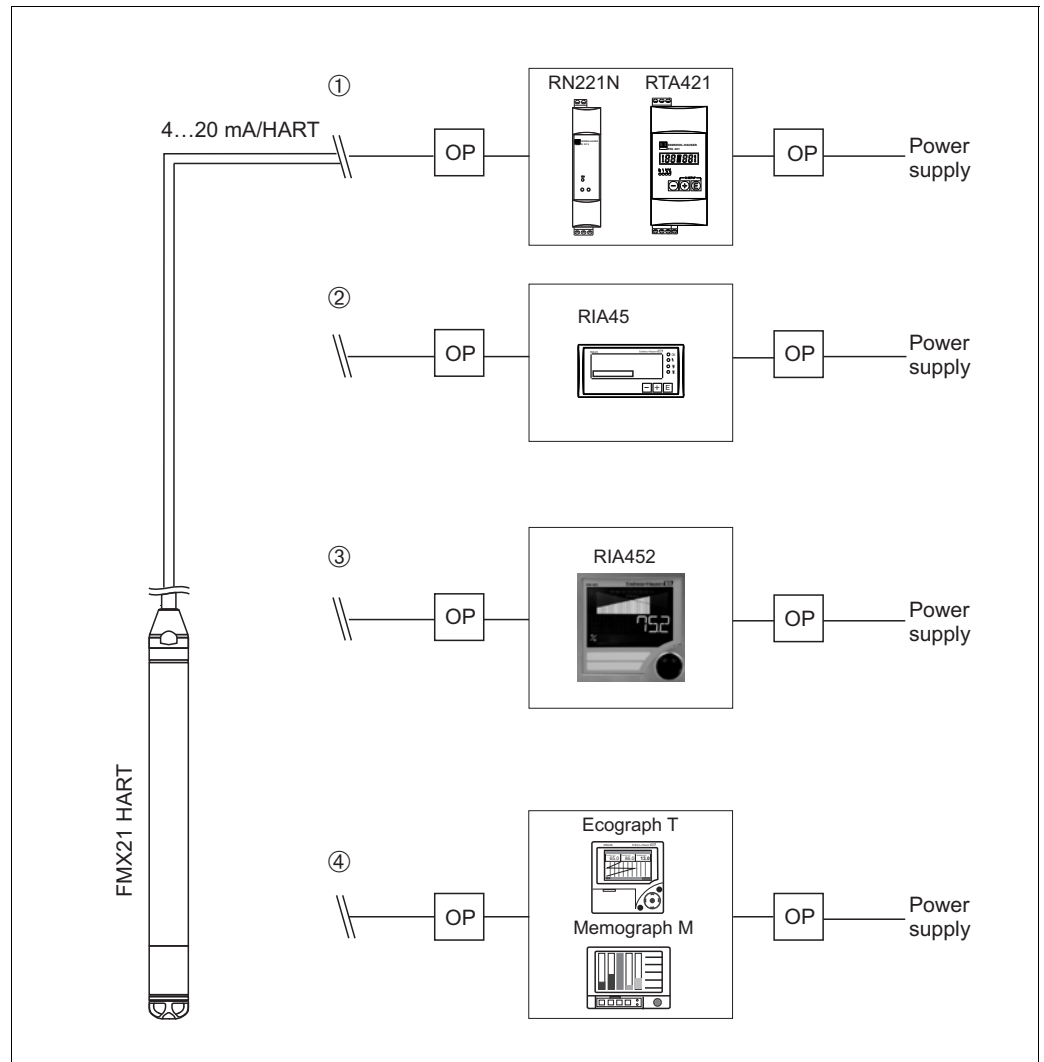 ①
4…20 mA/HART
OP
RN221N
RTA421
OP
Power
supply
②
OP
RIA45
- + E
OP
Power
supply
③
OP
RIA452
752
%
OP
Power
supply
④
OP
Ecograph T
Memograph M
OP
Power
supply
FMX21 HART